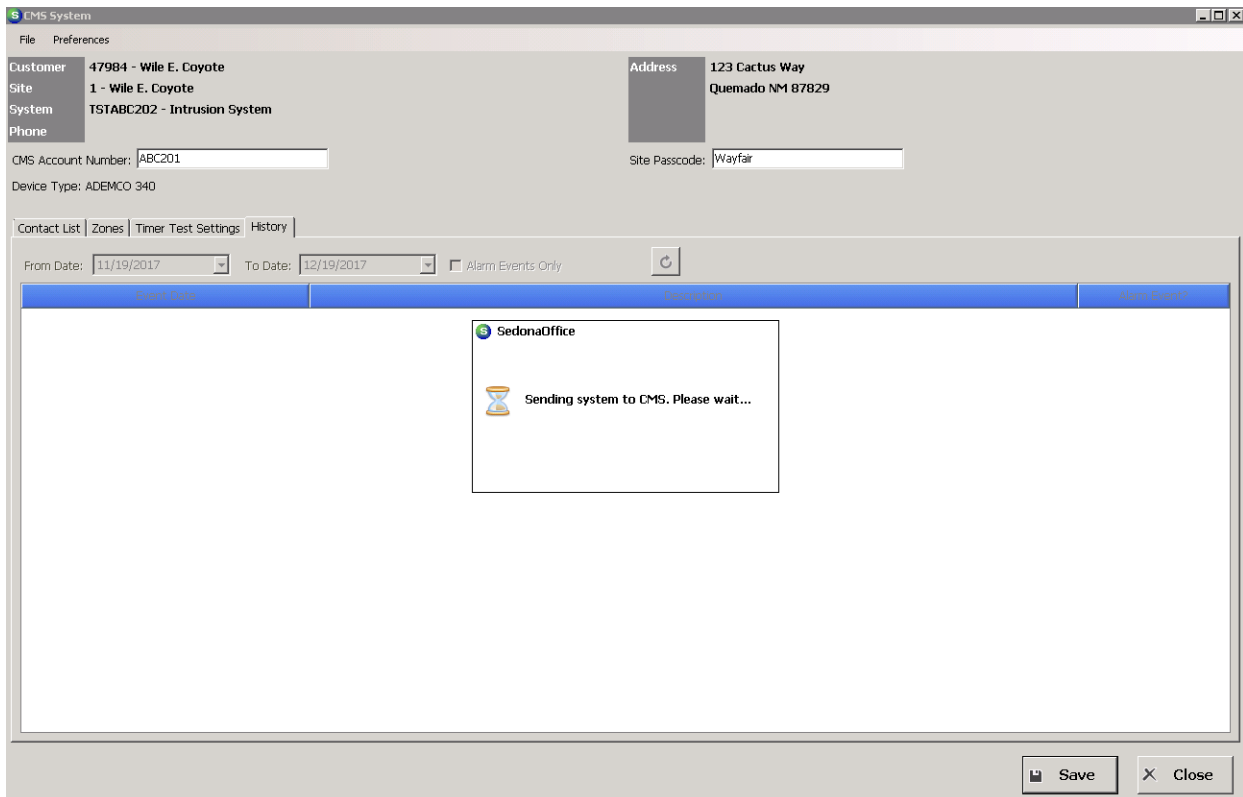 CMS System
File Preferences
Customer 47984 - Wile E. Coyote
Site 1 - Wile E. Coyote
System TSTABC202 - Intrusion System
Phone
Address 123 Cactus Way
Quemado NM 87829
CMS Account Number: ABC201
Site Passcode: Wayfair
Device Type: ADEMCO 340
Contact List Zones Timer Test Settings History
From Date: 11/19/2017 To Date: 12/19/2017 Alarm Events Only
SedonaOffice
Sending system to CMS. Please wait...
Save Close